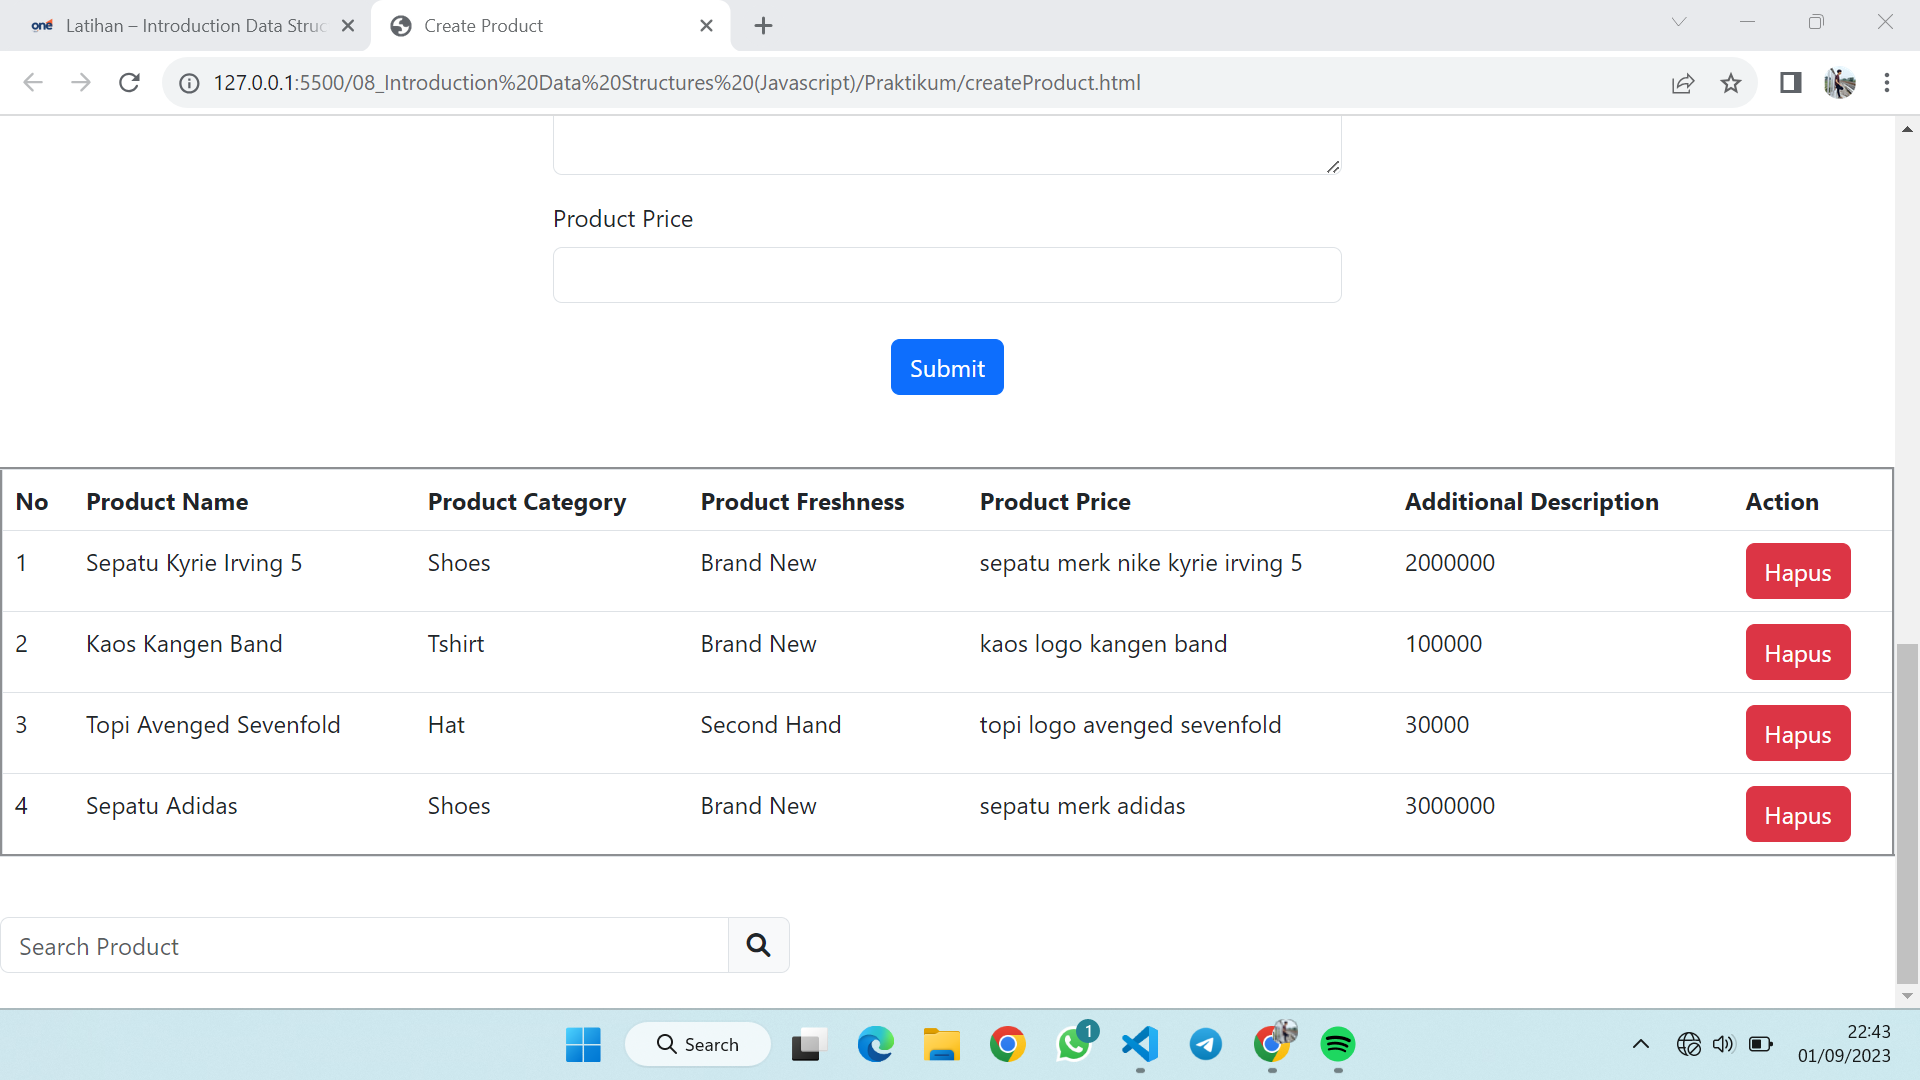 one Latihan – Introduction Data Struc
Create Product
127.0.0.1:5500/08_Introduction%20Data%20Structures%20(Javascript)/Praktikum/createProduct.html
Product Price
Submit
No Product Name Product Category Product Freshness Product Price Additional Description Action
1 Sepatu Kyrie Irving 5 Shoes Brand New sepatu merk nike kyrie irving 5 2000000 Hapus
2 Kaos Kangen Band Tshirt Brand New kaos logo kangen band 100000 Hapus
3 Topi Avenged Sevenfold Hat Second Hand topi logo avenged sevenfold 30000 Hapus
4 Sepatu Adidas Shoes Brand New sepatu merk adidas 3000000 Hapus
Search Product
Search
1
22:43
01/09/2023